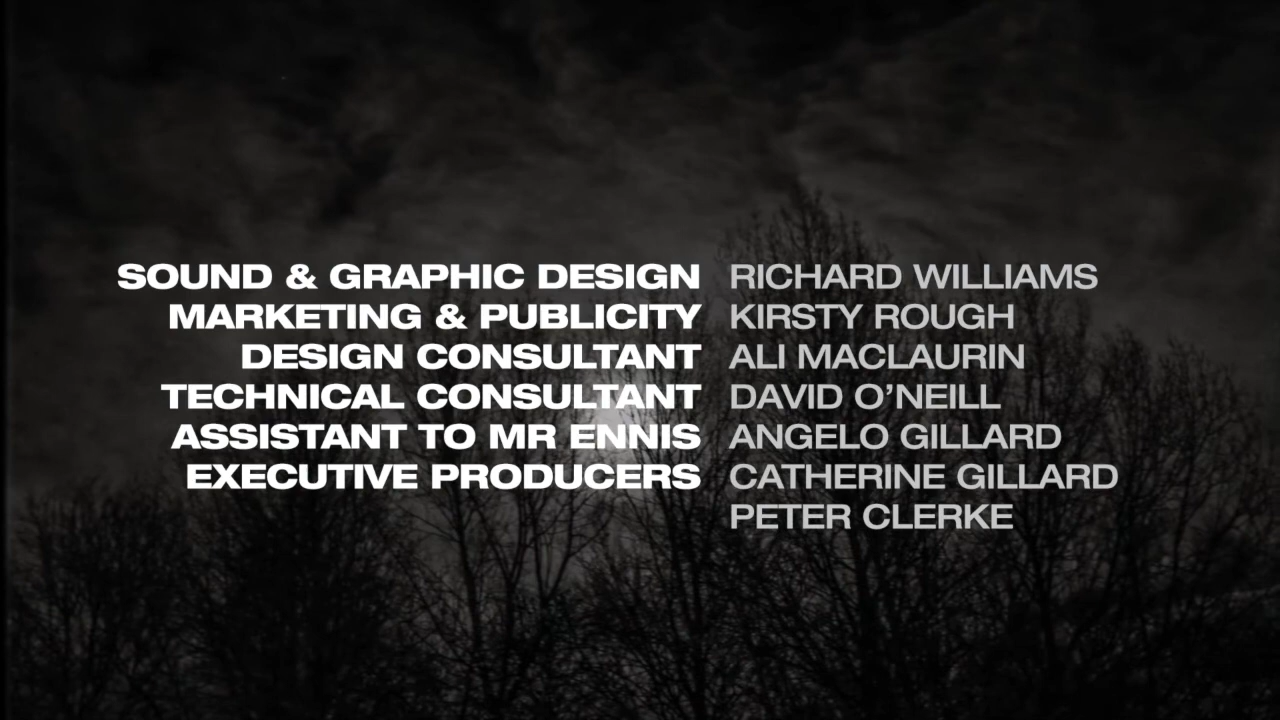 SOUND & GRAPHIC DESIGN RICHARD WILLIAMS
MARKETING & PUBLICITY KIRSTY ROUGH
DESIGN CONSULTANT ALI MACLAURIN
TECHNICAL CONSULTANT DAVID O’NEILL
ASSISTANT TO MR ENNIS ANGELO GILLARD
EXECUTIVE PRODUCERS CATHERINE GILLARD
PETER CLERKE